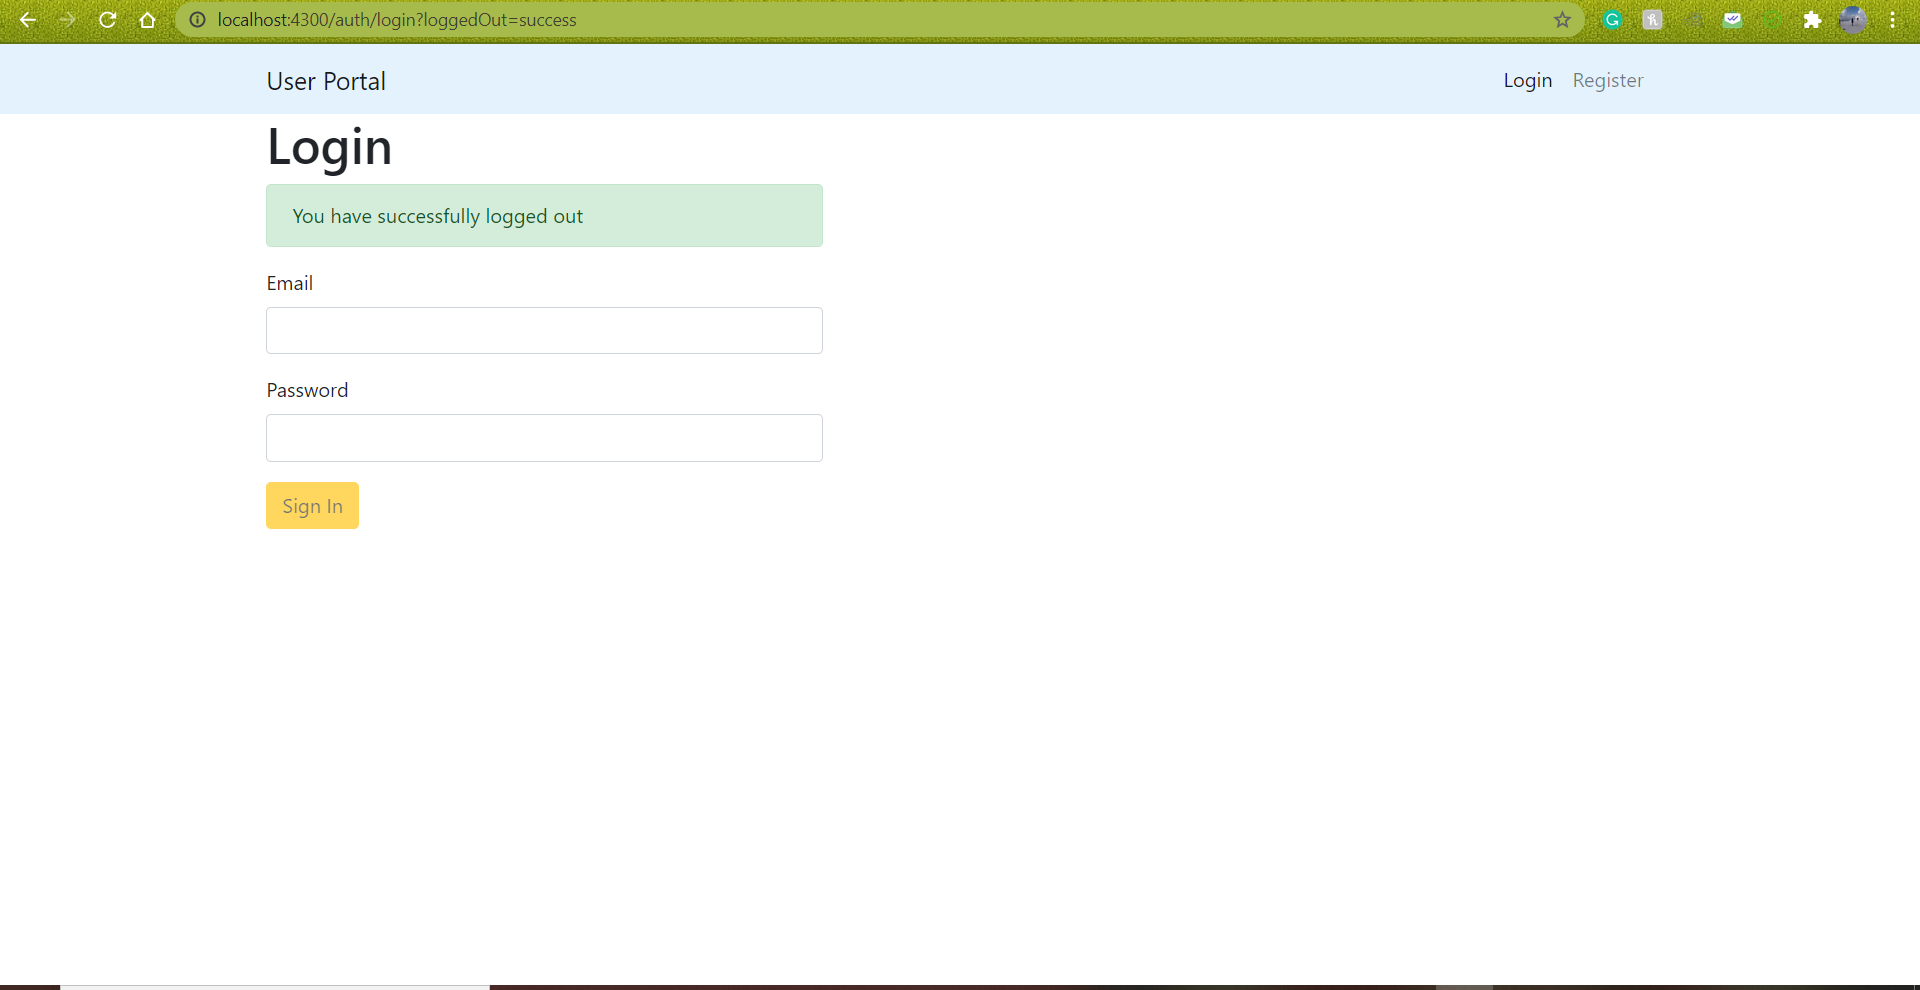 localhost:4300/auth/login?loggedOut=success
User Portal
Login Register
Login
You have successfully logged out
Email
Password
Sign In